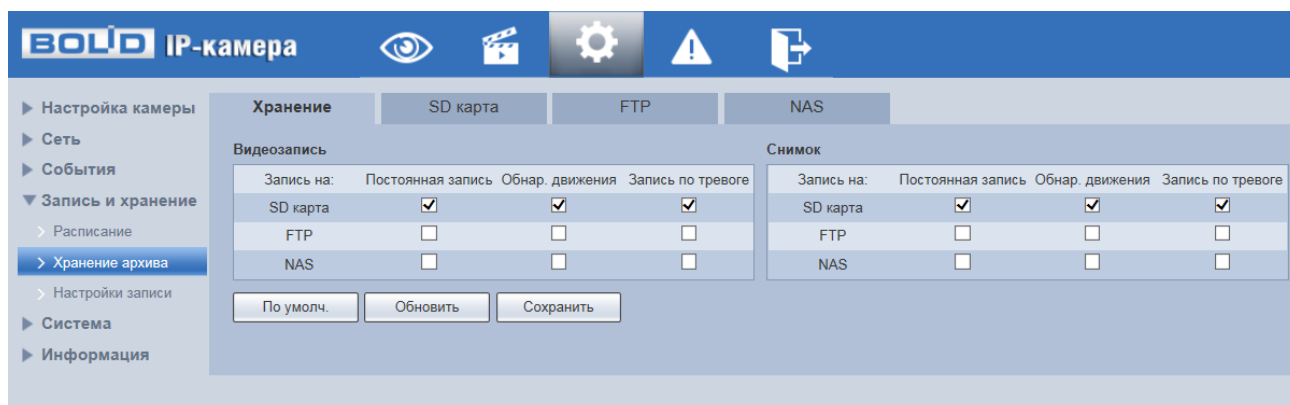 BOLID IP-камера
Настройка камеры
Сеть
События
Запись и хранение
Расписание
Хранение архива
Настройки записи
Система
Информация
Хранение SD карта FTP NAS
Видеозапись
Запись на: Постоянная запись Обнар. движения Запись по тревоге
SD карта
FTP
NAS
Снимок
Запись на: Постоянная запись Обнар. движения Запись по тревоге
SD карта
FTP
NAS
По умолч. Обновить Сохранить